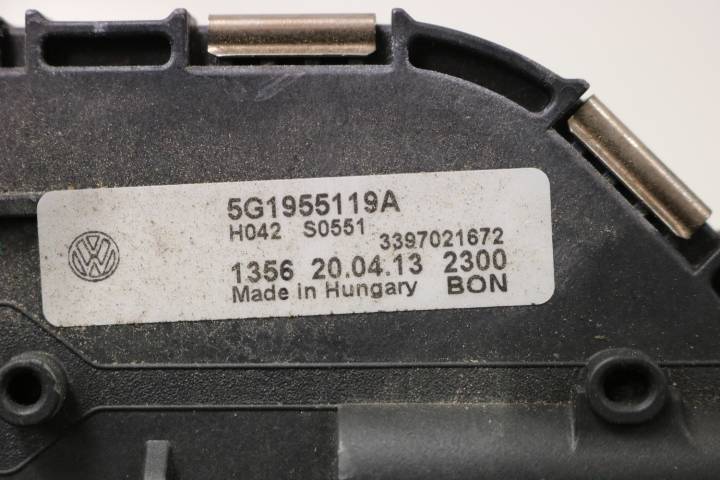 5G1955119A
H042 S0551
3397021672
1356 20.04.13 2300
Made in Hungary BON